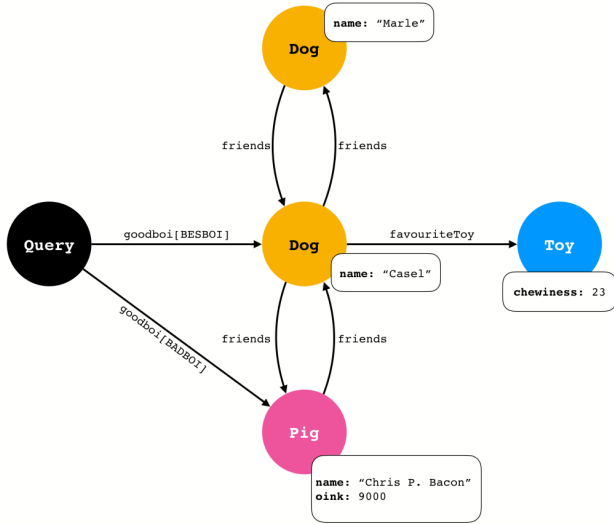 Dog
name: “Marle”
friends
friends
Query
goodboi[BESBOI]
Dog
favouriteToy
Toy
name: “Casel”
chewiness: 23
goodboi[BADBOI]
friends
friends
Pig
name: “Chris P. Bacon”
oink: 9000